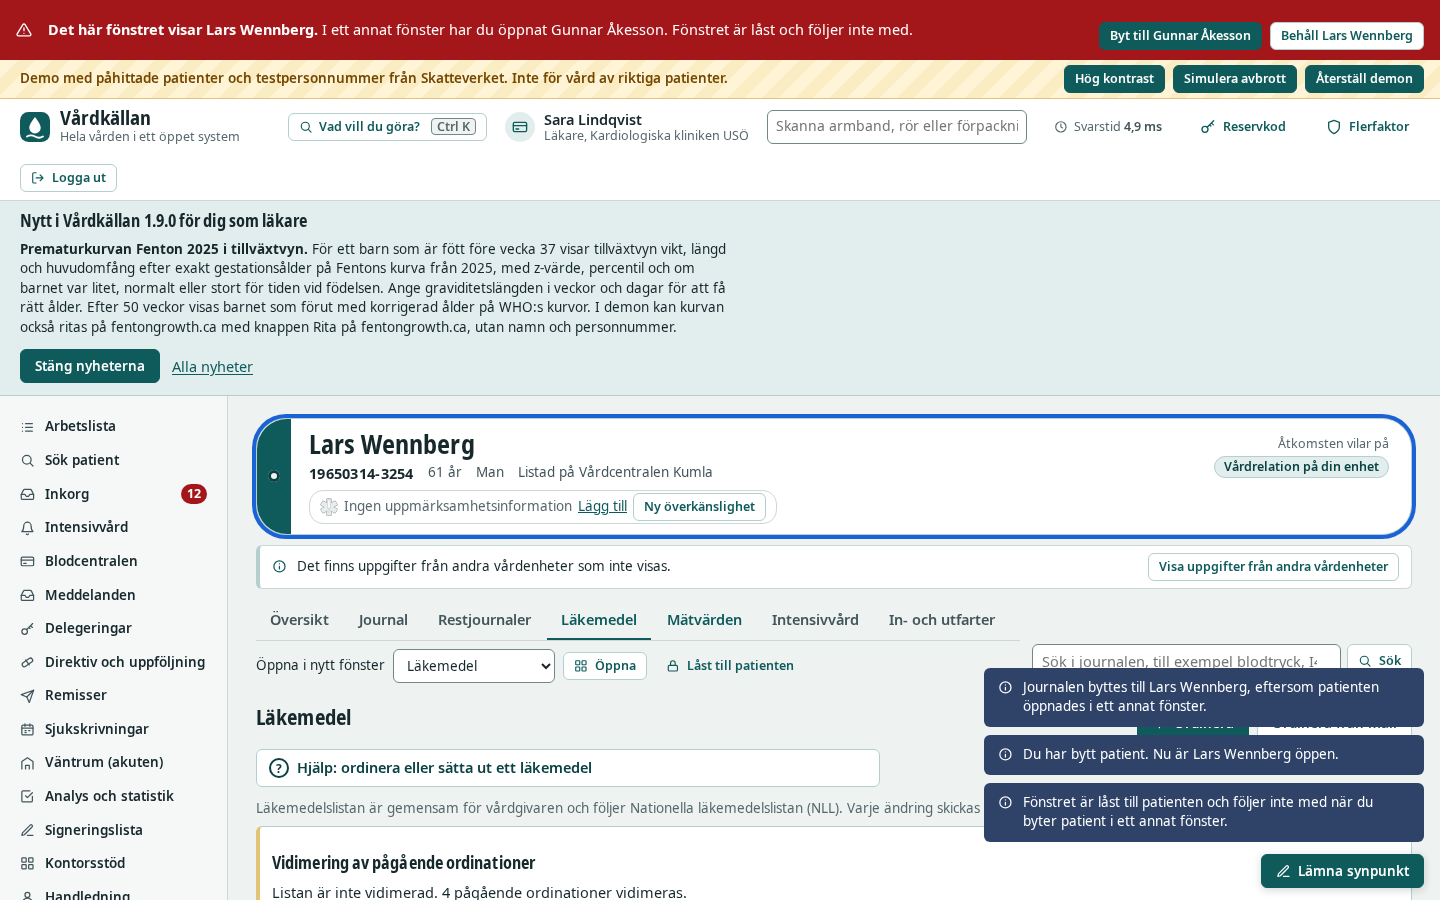 Det här fönstret visar Lars Wennberg. I ett annat fönster har du öppnat Gunnar Åkesson. Fönstret är låst och följer inte med.
Byt till Gunnar Åkesson
Behåll Lars Wennberg
Demo med påhittade patienter och testpersonnummer från Skatteverket. Inte för vård av riktiga patienter.
Hög kontrast
Simulera avbrott
Återställ demon
Vårdkällan
Hela vården i ett öppet system
Vad vill du göra? Ctrl K
Sara Lindqvist
Läkare, Kardiologiska kliniken USÖ
Skanna armband, rör eller förpackni
Svarstid 4,9 ms
Reservkod
Flerfaktor
Logga ut
Nytt i Vårdkällan 1.9.0 för dig som läkare
Prematurkurvan Fenton 2025 i tillväxtvyn. För ett barn som är fött före vecka 37 visar tillväxtvyn vikt, längd
och huvudomfång efter exakt gestationsålder på Fentons kurva från 2025, med z-värde, percentil och om
barnet var litet, normalt eller stort för tiden vid födelsen. Ange graviditetslängden i veckor och dagar för att få
rätt ålder. Efter 50 veckor visas barnet som förut med korrigerad ålder på WHO:s kurvor. I demon kan kurvan
också ritas på fentongrowth.ca med knappen Rita på fentongrowth.ca, utan namn och personnummer.
Stäng nyheterna
Alla nyheter
Arbetslista
Sök patient
Inkorg 12
Intensivvård
Blodcentralen
Meddelanden
Delegeringar
Direktiv och uppföljning
Remisser
Sjukskrivningar
Väntrum (akuten)
Analys och statistik
Signeringslista
Kontorsstöd
Handledning
Lars Wennberg
19650314-3254 61 år Man Listad på Vårdcentralen Kumla
Ingen uppmärksamhetsinformation Lägg till Ny överkänslighet
Åtkomsten vilar på
Vårdrelation på din enhet
Det finns uppgifter från andra vårdenheter som inte visas.
Visa uppgifter från andra vårdenheter
Översikt Journal Restjournaler Läkemedel Mätvärden Intensivvård In- och utfarter
Öppna i nytt fönster Läkemedel Öppna Låst till patienten
Sök i journalen, till exempel blodtryck, I4
Sök
Läkemedel
Hjälp: ordinera eller sätta ut ett läkemedel
Läkemedelslistan är gemensam för vårdgivaren och följer Nationella läkemedelslistan (NLL). Varje ändring skickas
Vidimering av pågående ordinationer
Listan är inte vidimerad. 4 pågående ordinationer vidimeras.
Journalen byttes till Lars Wennberg, eftersom patienten
öppnades i ett annat fönster.
Du har bytt patient. Nu är Lars Wennberg öppen.
Fönstret är låst till patienten och följer inte med när du
byter patient i ett annat fönster.
Lämna synpunkt